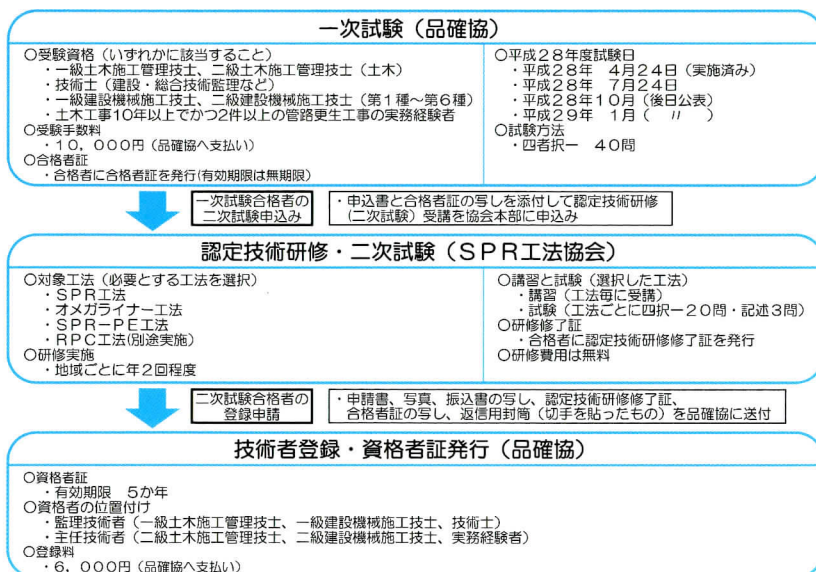 一次試験（品確協）
○受験資格（いずれかに該当すること）
・一級土木施工管理技士、二級土木施工管理技士（土木）
・技術士（建設・総合技術監理など）
・一級建設機械施工技士、二級建設機械施工技士（第１種～第６種）
・土木工事10年以上でかつ2件以上の管路更生工事の実務経験者
○受験手数料
・１０，０００円（品確協へ支払い）
○合格者証
・合格者に合格者証を発行(有効期限は無期限)
○平成２８年度試験日
・平成28年　４月２４日（実施済み）
・平成28年　７月２４日
・平成28年１０月（後日公表）
・平成29年　１月（　〃　）
○試験方法
・四者択一　４０問
一次試験合格者の
二次試験申込み
・申込書と合格者証の写しを添付して認定技術研修
(二次試験）受講を協会本部に申込み
認定技術研修・二次試験（ＳＰＲ工法協会）
○対象工法（必要とする工法を選択）
・ＳＰＲ工法
・オメガライナー工法
・ＳＰＲ－ＰＥ工法
・ＲＰＣ工法(別途実施)
○研修実施
・地域ごとに年２回程度
○講習と試験（選択した工法）
・講習（工法毎に受講）
・試験（工法ごとに四択一２０問・記述３問）
○研修修了証
・合格者に認定技術研修修了証を発行
○研修費用は無料
二次試験合格者の
登録申請
・申請書、写真、振込書の写し、認定技術研修修了証、
合格者証の写し、返信用封筒（切手を貼ったもの）を品確協に送付
技術者登録・資格者証発行（品確協）
○資格者証
・有効期限　５か年
○資格者の位置付け
・監理技術者（一級土木施工管理技士、一級建設機械施工技士、技術士）
・主任技術者（二級土木施工管理技士、二級建設機械施工技士、実務経験者）
○登録料
・６，０００円（品確協へ支払い）